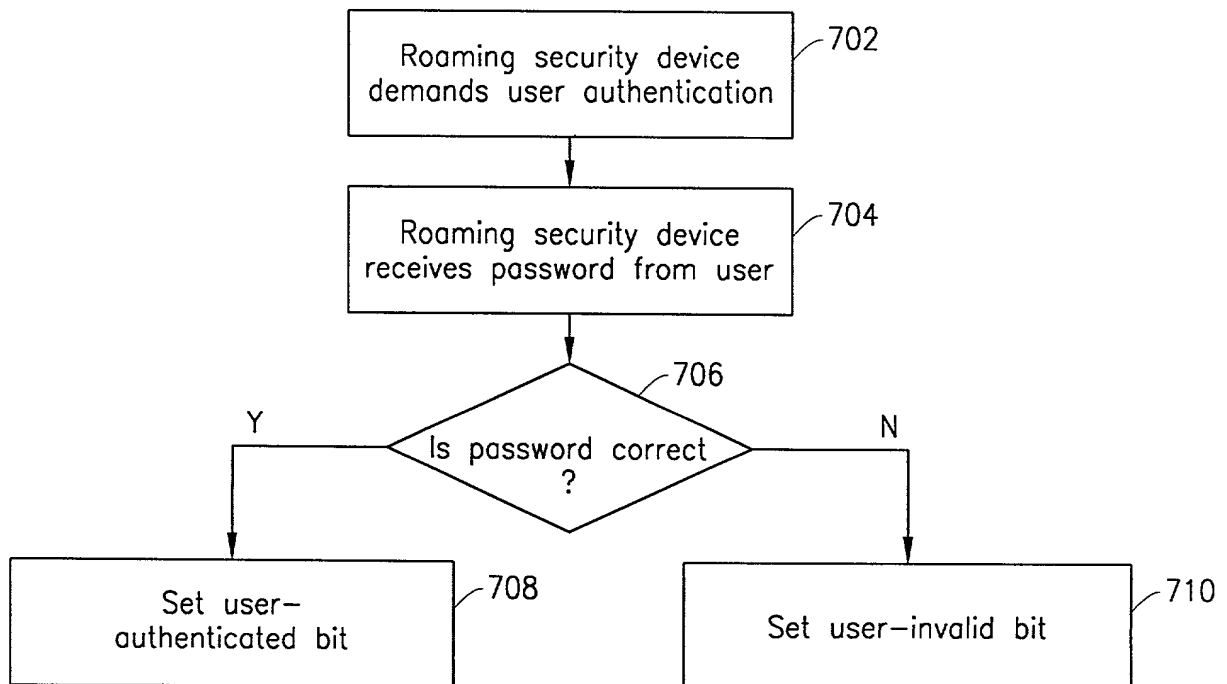 Roaming security device
demands user authentication
702
Roaming security device
receives password from user
704
706
Y
N
Is password correct
?
Set user-
authenticated bit
708
Set user-invalid bit
710